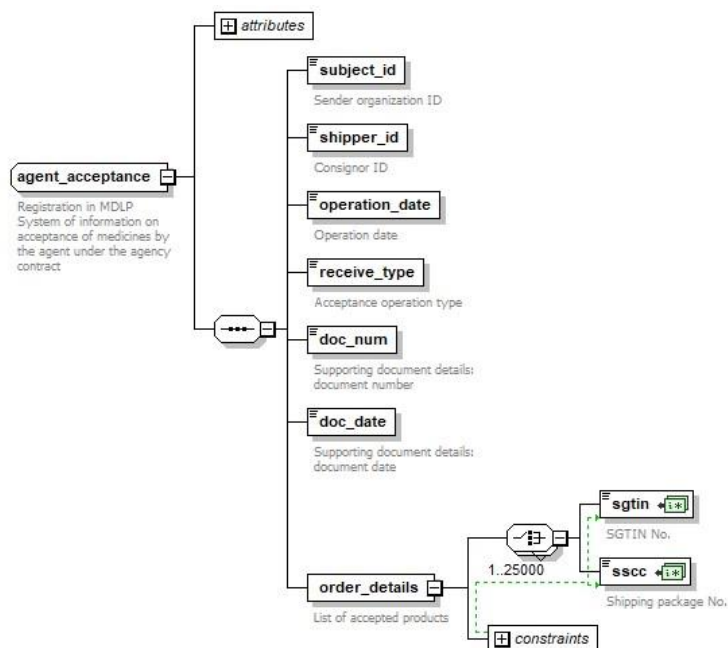 attributes
subject_id
Sender organization ID
shipper_id
Consignor ID
agent_acceptance
Registration in MDLP
System of information on
acceptance of medicines by
the agent under the agency
contract
operation_date
Operation date
receive_type
Acceptance operation type
doc_num
Supporting document details:
document number
doc_date
Supporting document details:
document date
sgtin
i*
SGTIN No.
1..25000
sscc
i*
Shipping package No.
order_details
List of accepted products
constraints